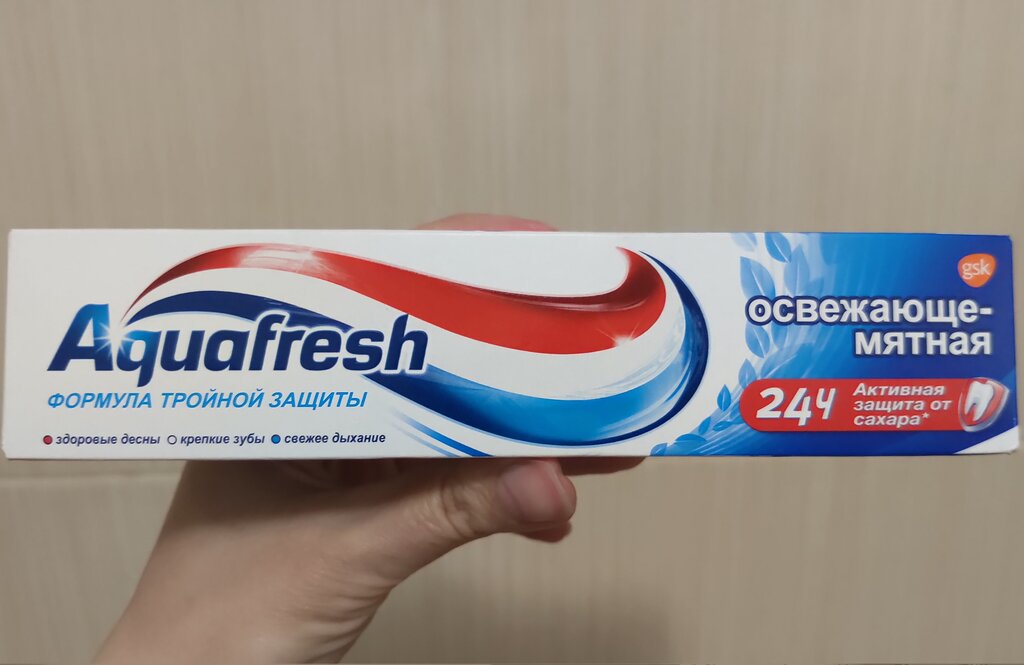 Aquafresh
ФОРМУЛА ТРОЙНОЙ ЗАЩИТЫ
здоровые десны крепкие зубы свежее дыхание
gsk
освежающе-
мятная
24Ч
Активная
защита от
сахара*